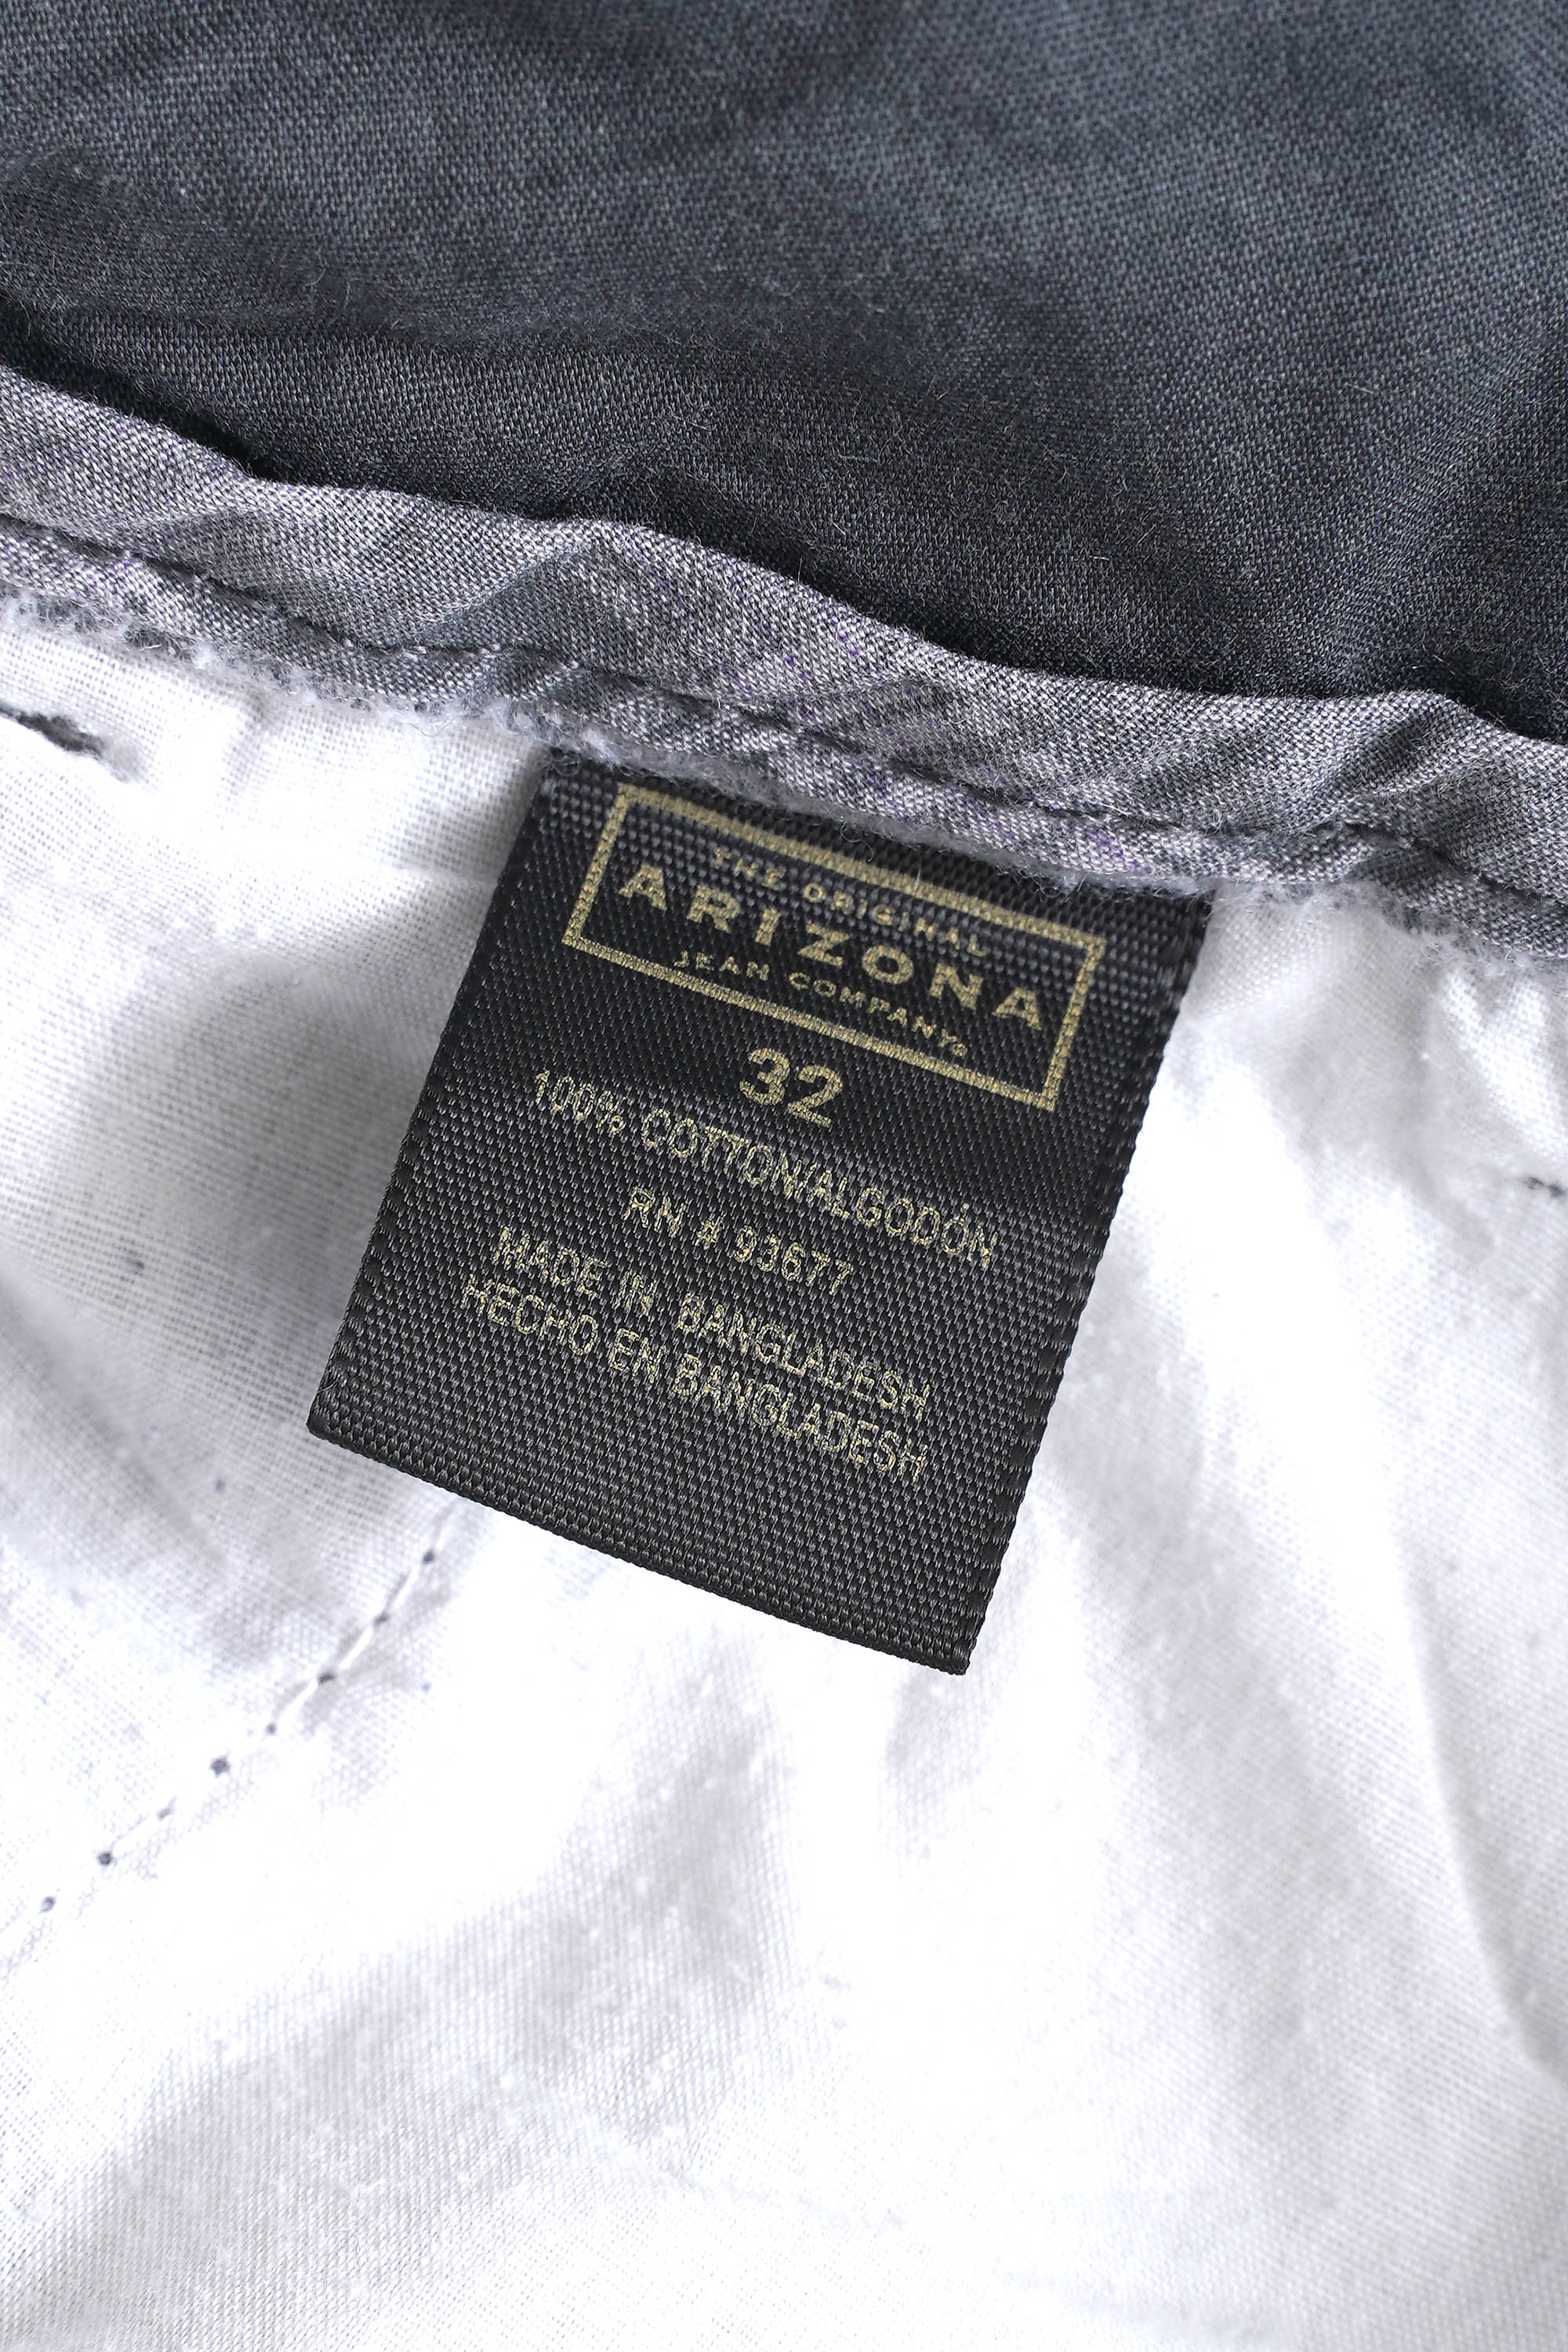 THE ORIGINAL
ARIZONA
JEAN COMPANY®
32
100% COTTON/ALGODÓN
RN # 93677
MADE IN BANGLADESH
HECHO EN BANGLADESH